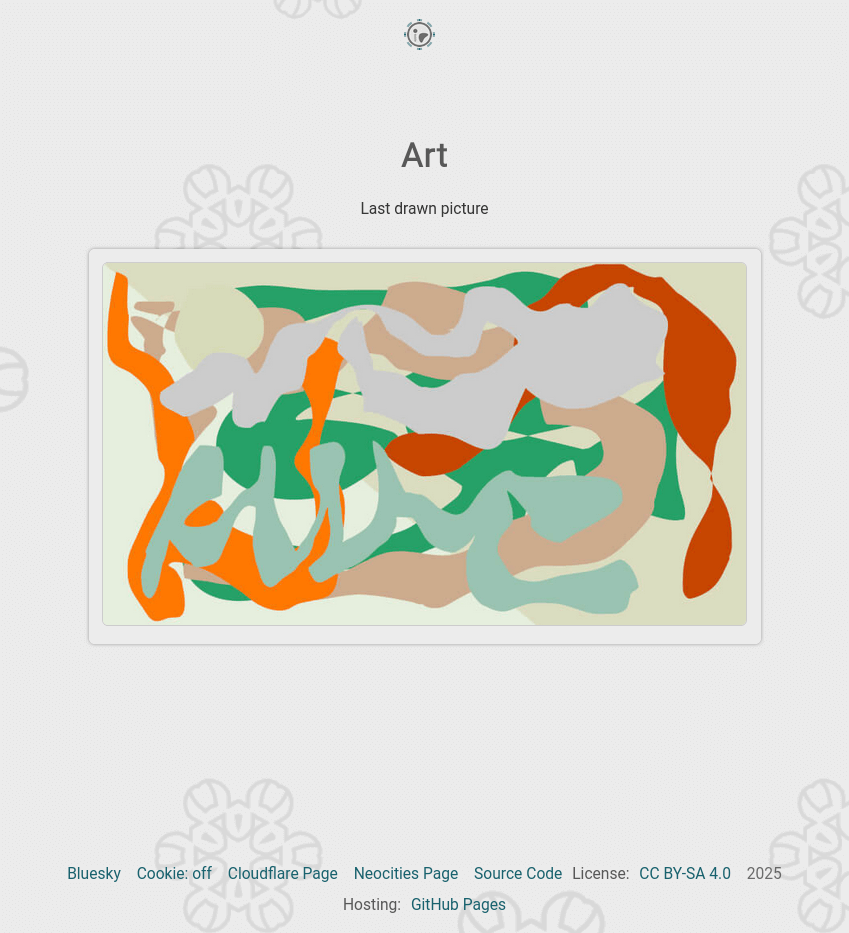 Art
Last drawn picture
Bluesky Cookie: off Cloudflare Page Neocities Page Source Code License: CC BY-SA 4.0 2025
Hosting: GitHub Pages